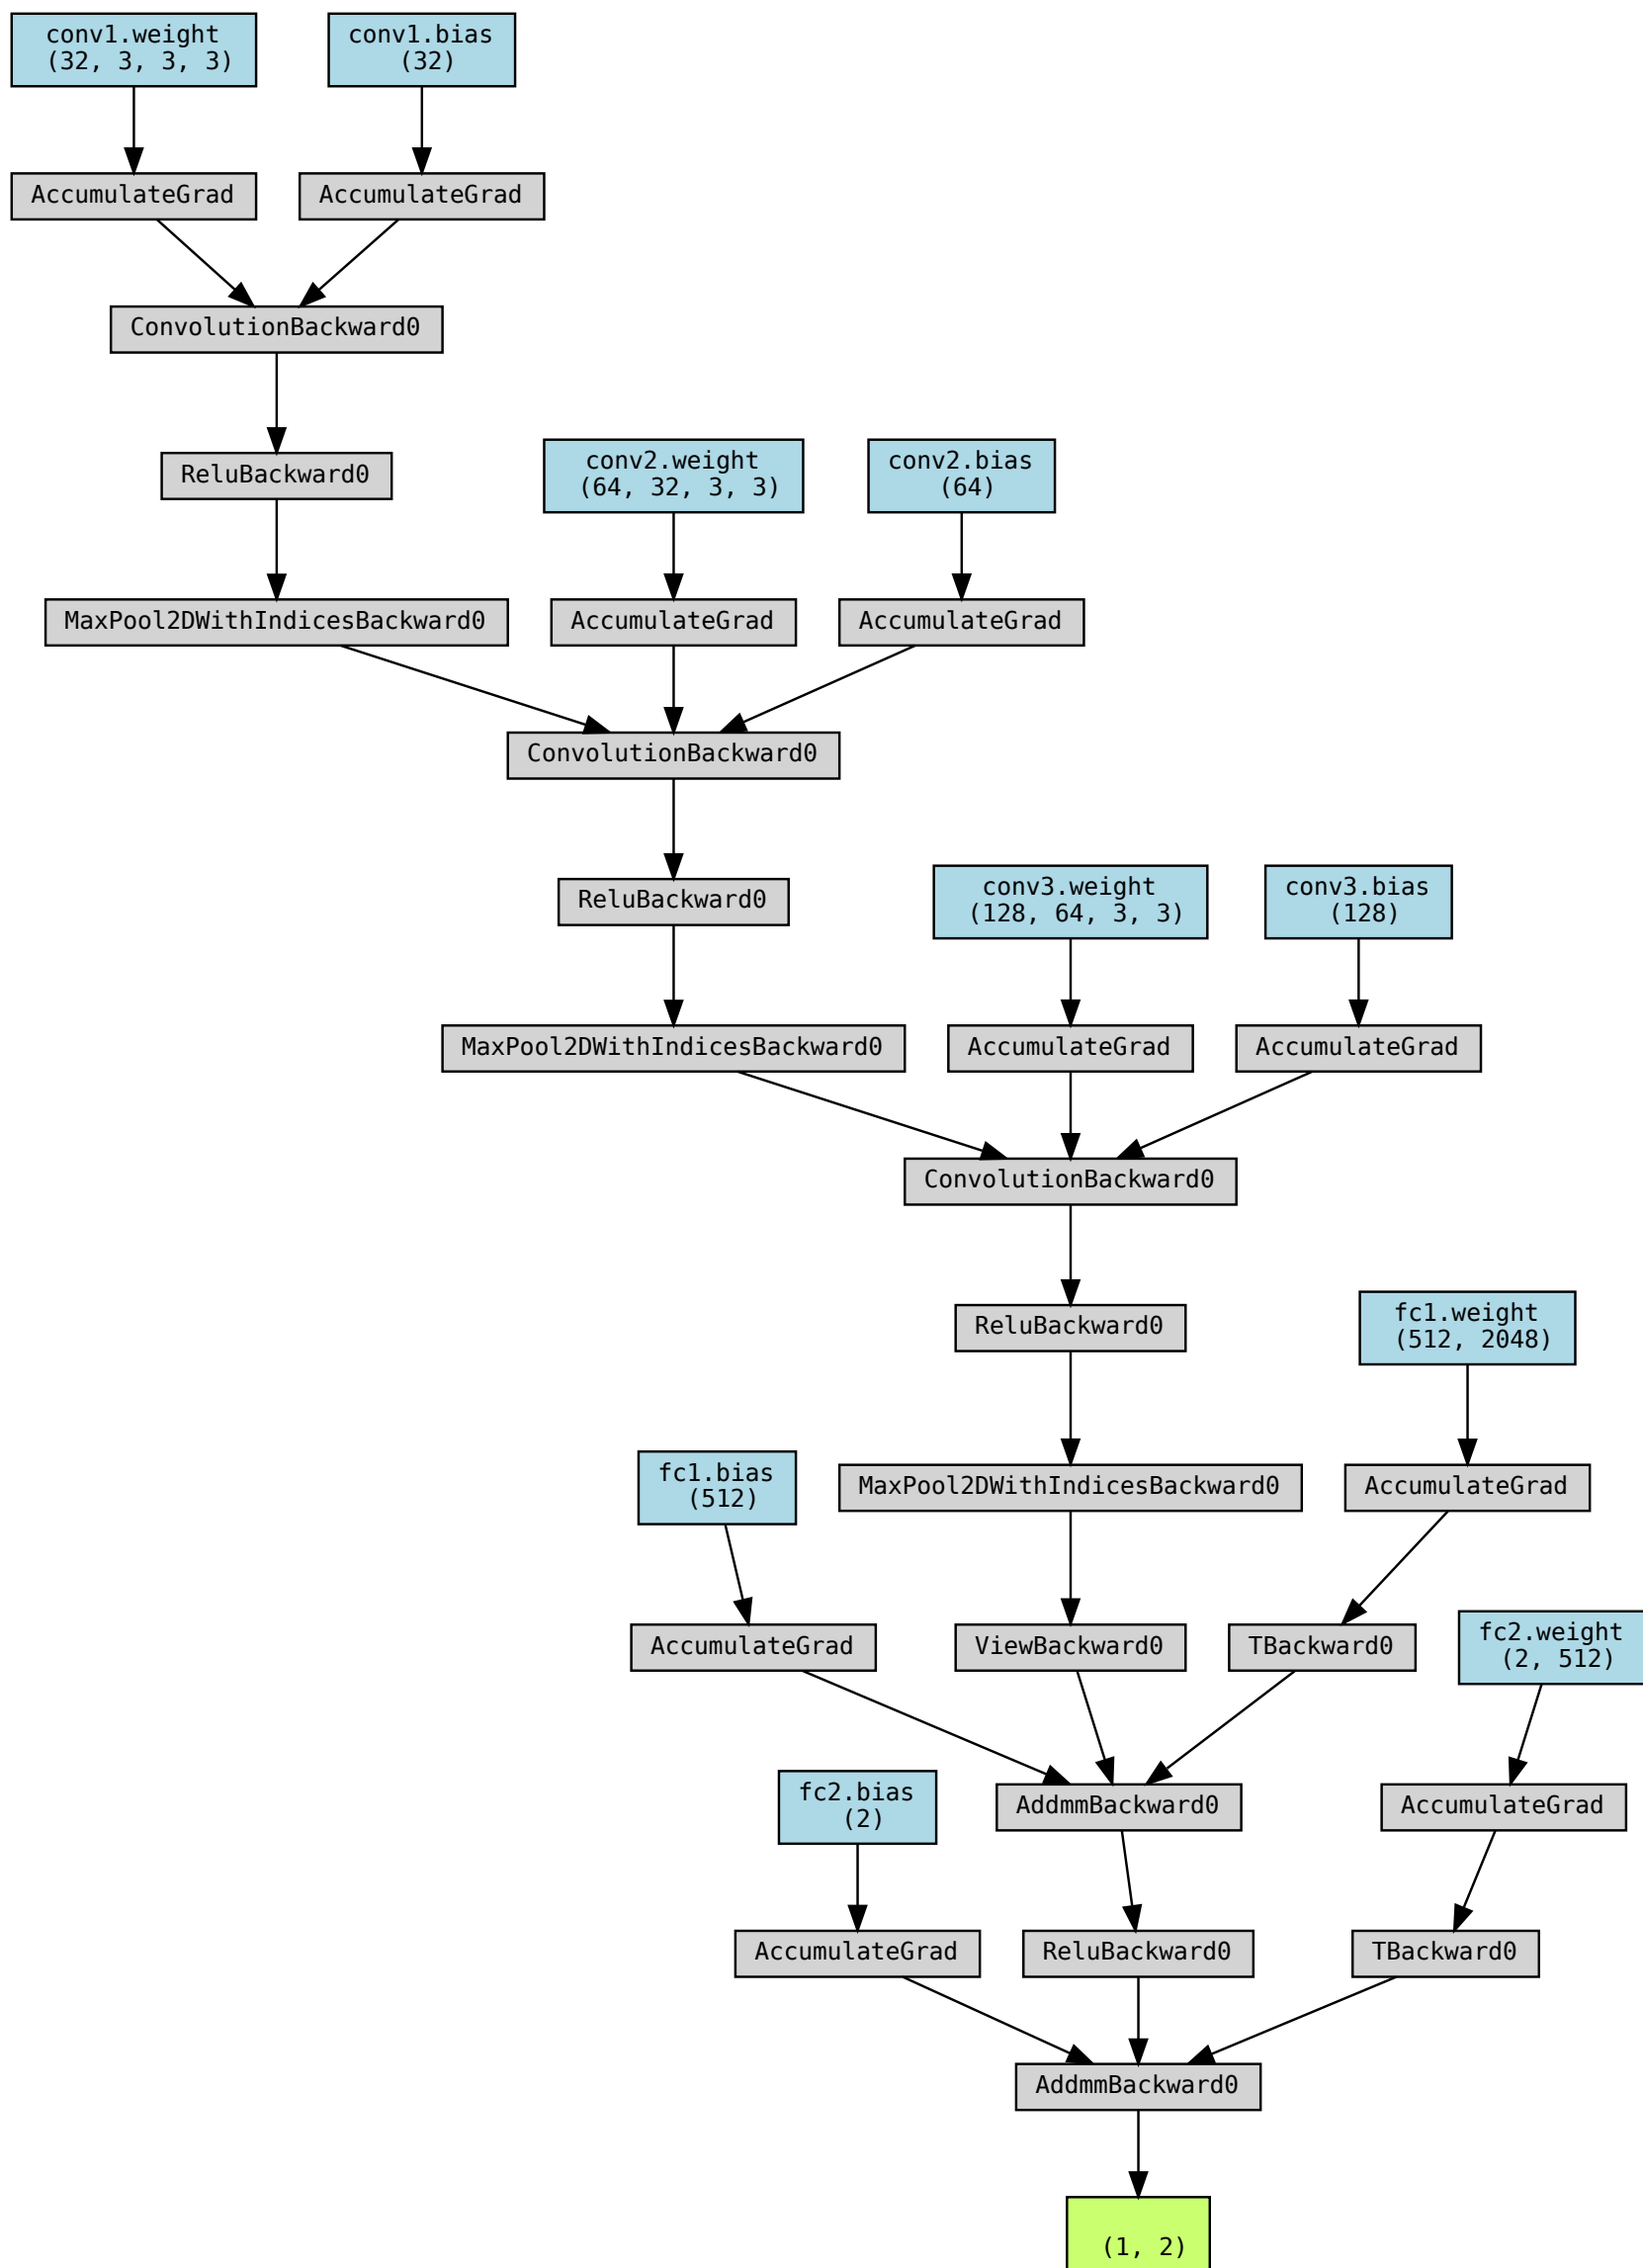 conv1.weight
(32, 3, 3, 3)
conv1.bias
(32)
AccumulateGrad
AccumulateGrad
ConvolutionBackward0
ReluBackward0
conv2.weight
(64, 32, 3, 3)
conv2.bias
(64)
MaxPool2DWithIndicesBackward0
AccumulateGrad
AccumulateGrad
ConvolutionBackward0
ReluBackward0
conv3.weight
(128, 64, 3, 3)
conv3.bias
(128)
MaxPool2DWithIndicesBackward0
AccumulateGrad
AccumulateGrad
ConvolutionBackward0
ReluBackward0
fc1.weight
(512, 2048)
fc1.bias
(512)
MaxPool2DWithIndicesBackward0
AccumulateGrad
AccumulateGrad
ViewBackward0
TBackward0
fc2.weight
(2, 512)
fc2.bias
(2)
AddmmBackward0
AccumulateGrad
AccumulateGrad
ReluBackward0
TBackward0
AddmmBackward0
(1, 2)